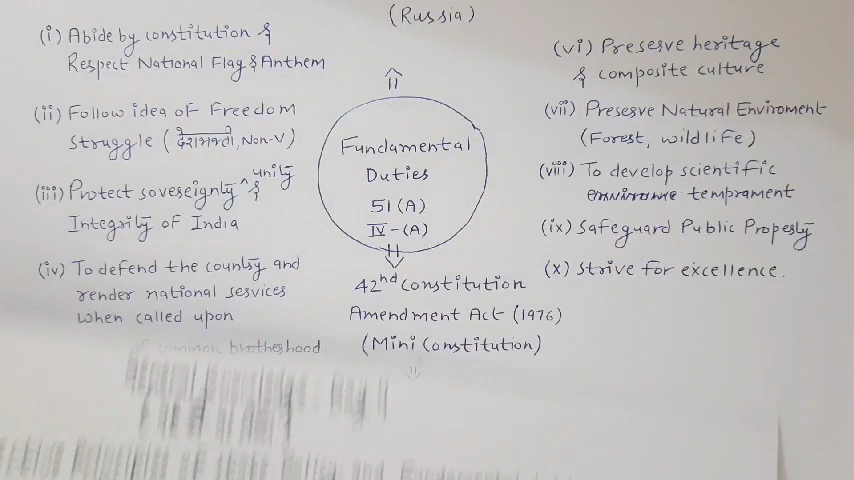 (Russia)
(i) Abide by constitution &
Respect National Flag & Anthem
(ii) Follow idea of Freedom
struggle (देशभक्ती, Non-V)
(iii) Protect sovereignty ^ unity &
Integrity of India
(iv) To defend the country and
render national services
when called upon
of common brotherhood.
Fundamental
Duties
51(A)
IV-(A)
42nd Constitution
Amendment Act (1976)
(Mini Constitution)
(vi) Preserve heritage
& composite culture
(vii) Preserve Natural Enviroment
(Forest, wildlife)
(viii) To develop scientific
temprament
(ix) Safeguard Public Property
(x) Strive for excellence.